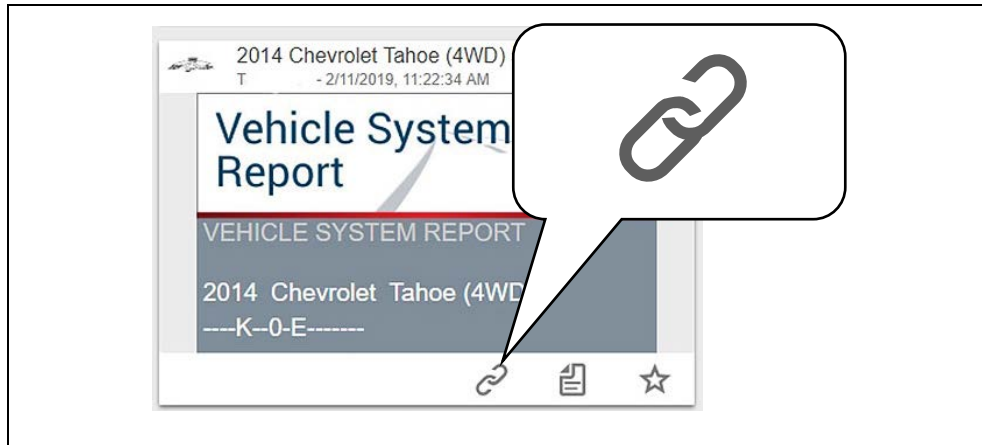 2014 Chevrolet Tahoe (4WD)
T - 2/11/2019, 11:22:34 AM
Vehicle System
Report
VEHICLE SYSTEM REPORT
2014 Chevrolet Tahoe (4WD
----K--0-E-------